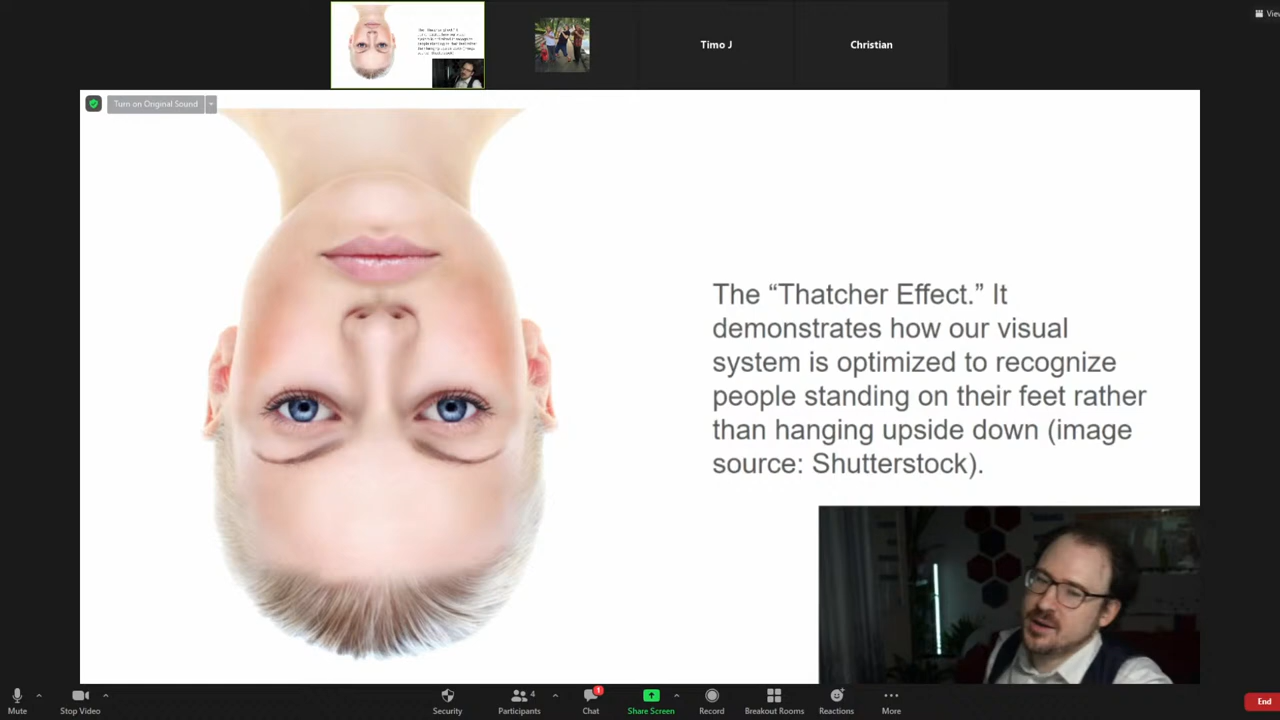 View
Timo J
Christian
Turn on Original Sound
The “Thatcher Effect.” It
demonstrates how our visual
system is optimized to recognize
people standing on their feet rather
than hanging upside down (image
source: Shutterstock).
Mute
Stop Video
Security
4
Participants
1
Chat
Share Screen
Record
Breakout Rooms
Reactions
More
End